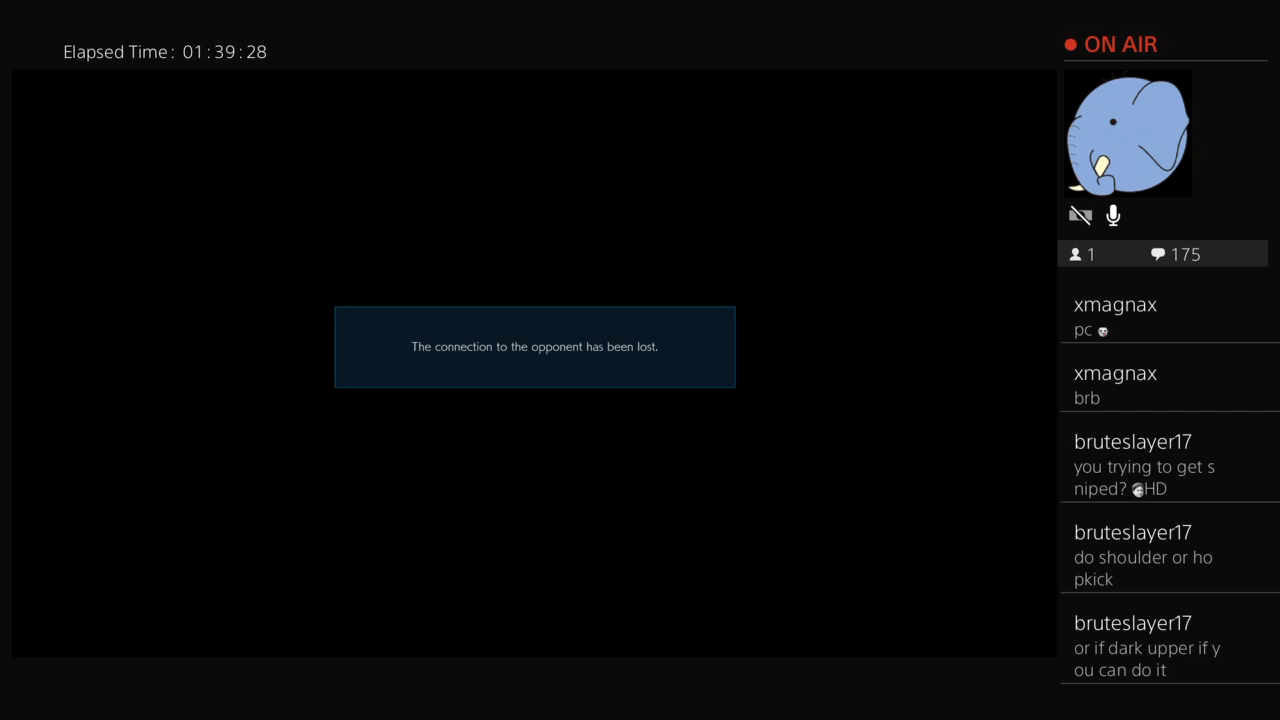 Elapsed Time: 01:39:28
ON AIR
1 175
xmagnax
pc
xmagnax
brb
bruteslayer17
you trying to get s
niped? HD
bruteslayer17
do shoulder or ho
pkick
bruteslayer17
or if dark upper if y
ou can do it
The connection to the opponent has been lost.